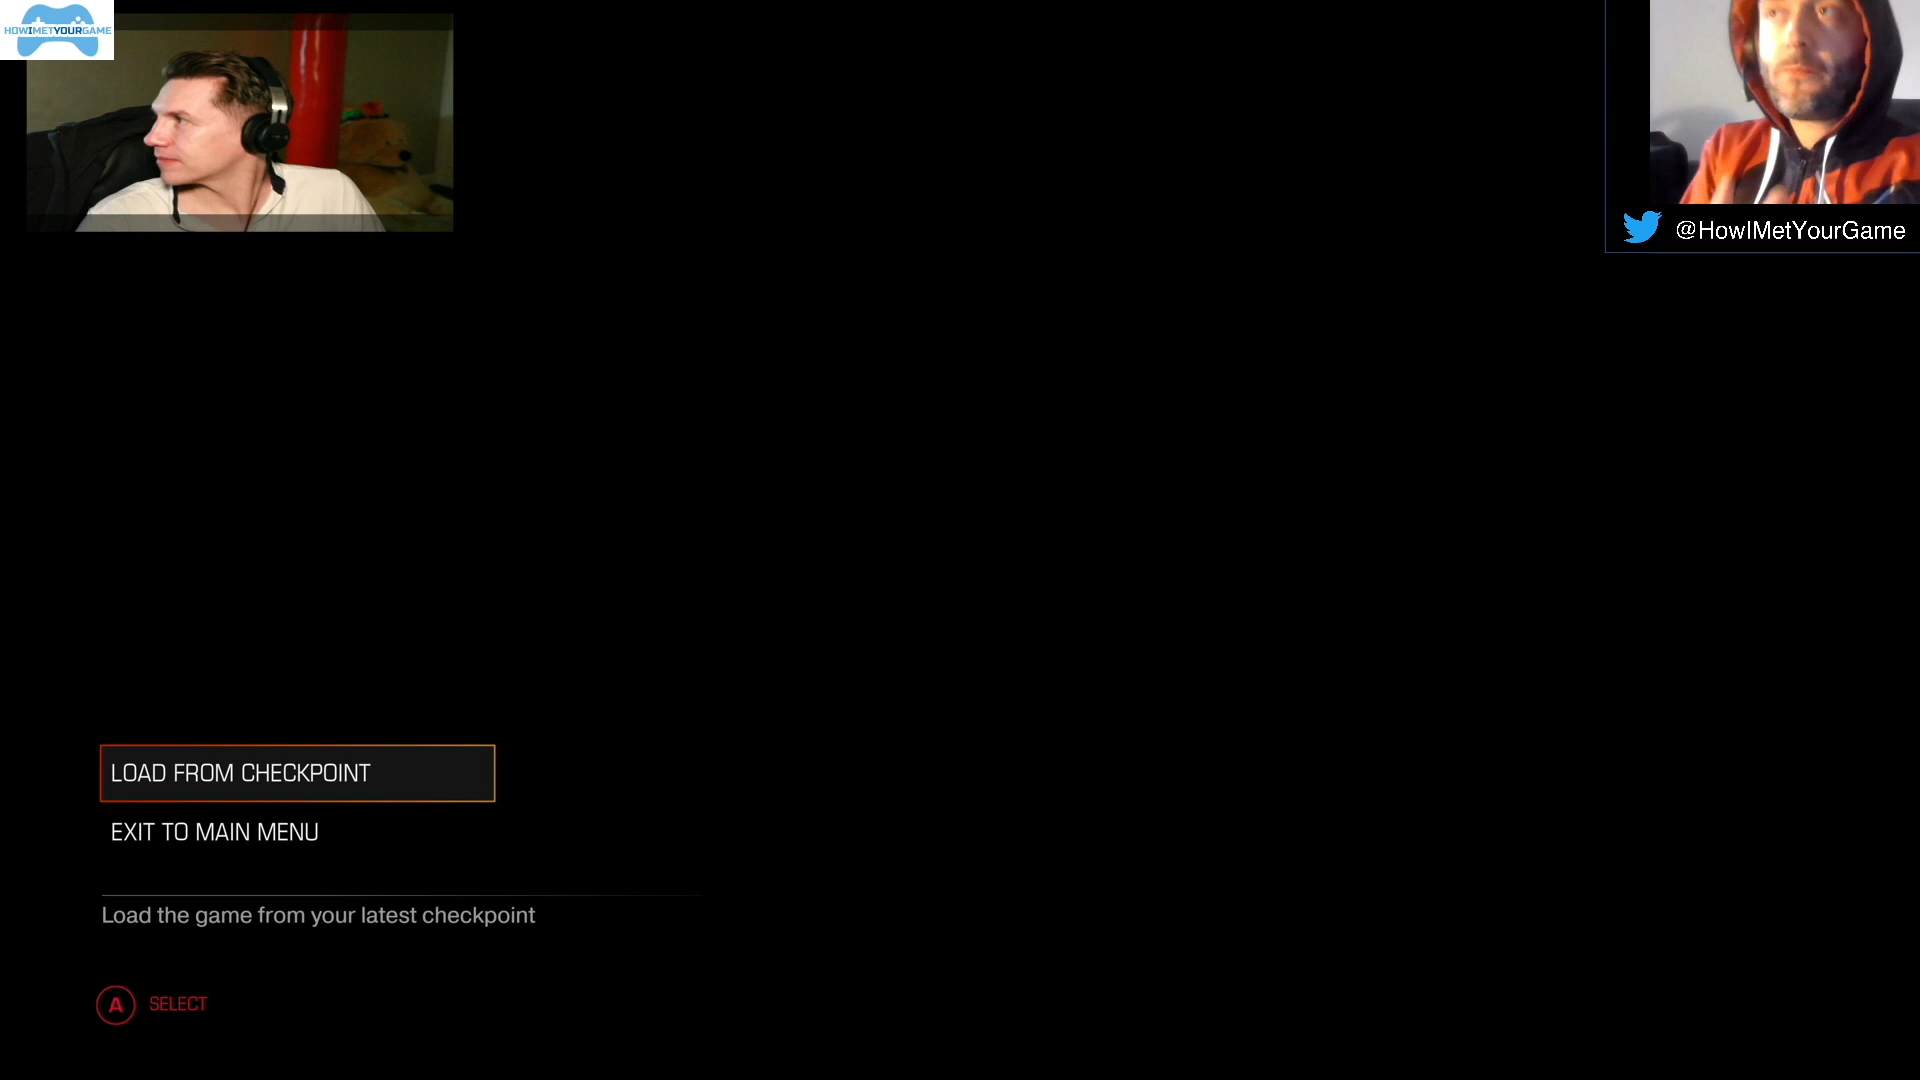 HOWIMETYOURGAME
@HowIMetYourGame
LOAD FROM CHECKPOINT
EXIT TO MAIN MENU
Load the game from your latest checkpoint
A SELECT